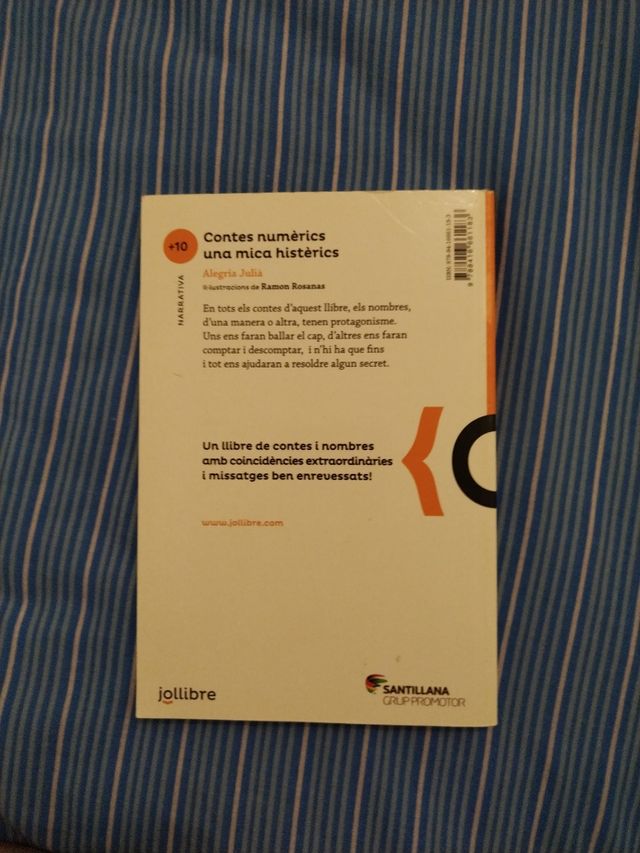 +10
Contes numèrics
una mica histèrics
Alegria Julià
Il·lustracions de Ramon Rosanas
NARRATIVA
En tots els contes d'aquest llibre, els nombres,
d'una manera o altra, tenen protagonisme.
Uns ens faran ballar el cap, d'altres ens faran
comptar i descomptar, i n'hi ha que fins
i tot ens ajudaran a resoldre algun secret.
Un llibre de contes i nombres
amb coincidències extraordinàries
i missatges ben enrevessats!
www.jollibre.com
jollibre
SANTILLANA
GRUP PROMOTOR
ISBN
9788416661183